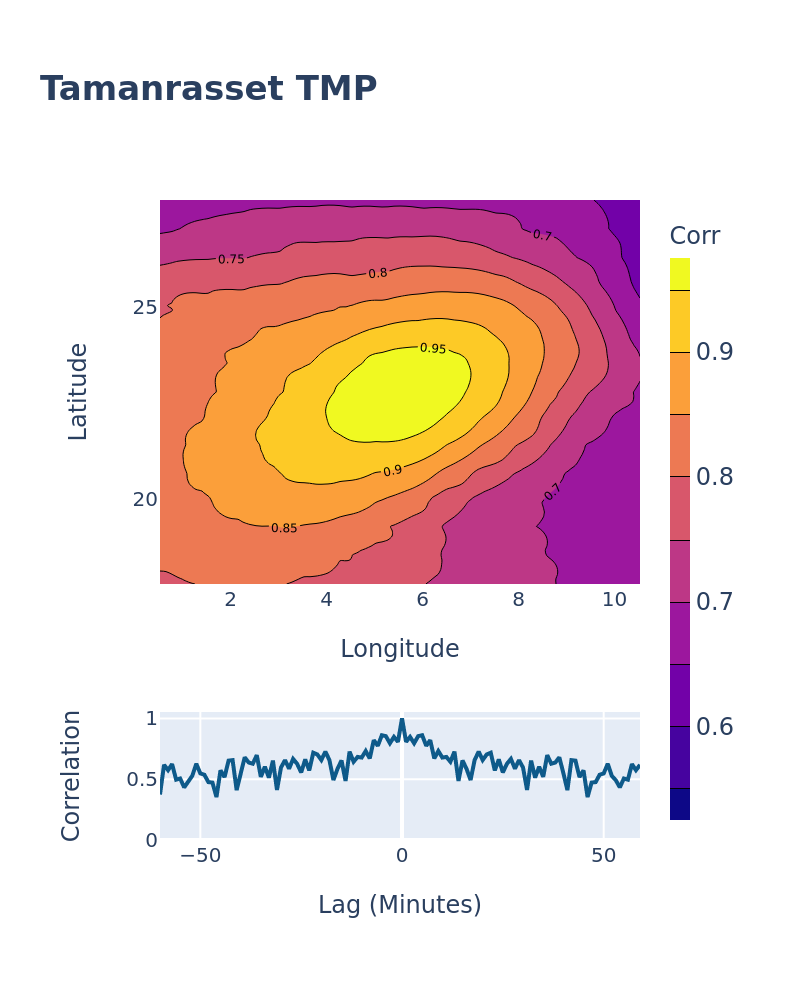 Tamanrasset TMP
Corr
0.9
0.8
0.7
0.6
Latitude
25
20
0.7
0.75
0.8
0.95
0.9
0.7
0.85
2 4 6 8 10
Longitude
Correlation
1
0.5
0
−50 0 50
Lag (Minutes)